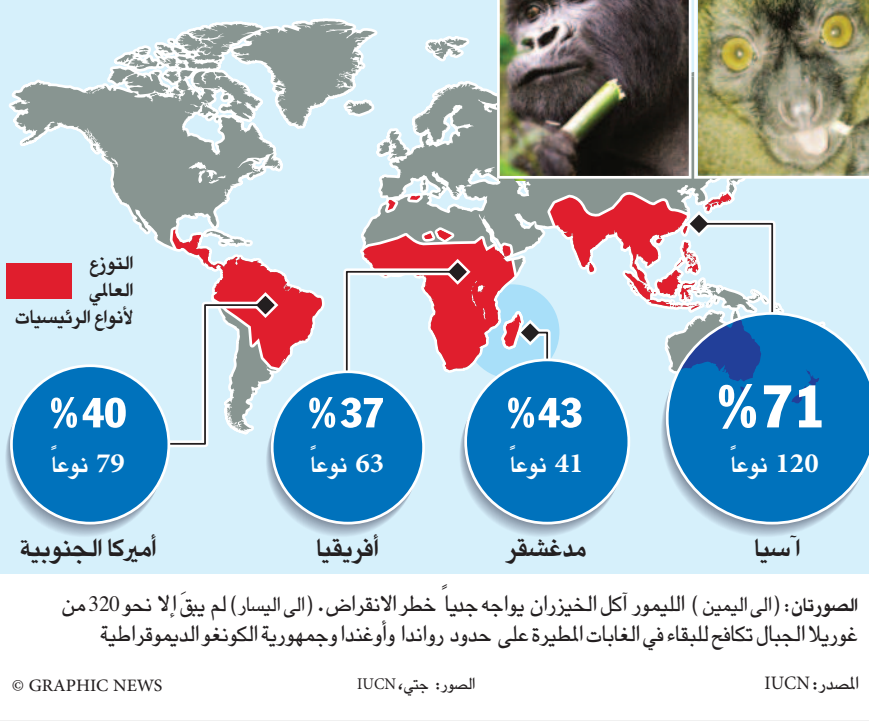 التوزع
العالمي
لأنواع الرئيسيات
%71
120 نوعاً
آسيا
%43
41 نوعاً
مدغشقر
%37
63 نوعاً
أفريقيا
%40
79 نوعاً
أميركا الجنوبية
الصورتان: (الى اليمين ) الليمور آكل الخيزران يواجه جدياً خطر الانقراض. (الى اليسار) لم يبقَ إلا نحو 320 من
غوريلا الجبال تكافح للبقاء في الغابات المطيرة على حدود رواندا وأوغندا وجمهورية الكونغو الديموقراطية
المصدر: IUCN
الصور: جتي، IUCN
© GRAPHIC NEWS